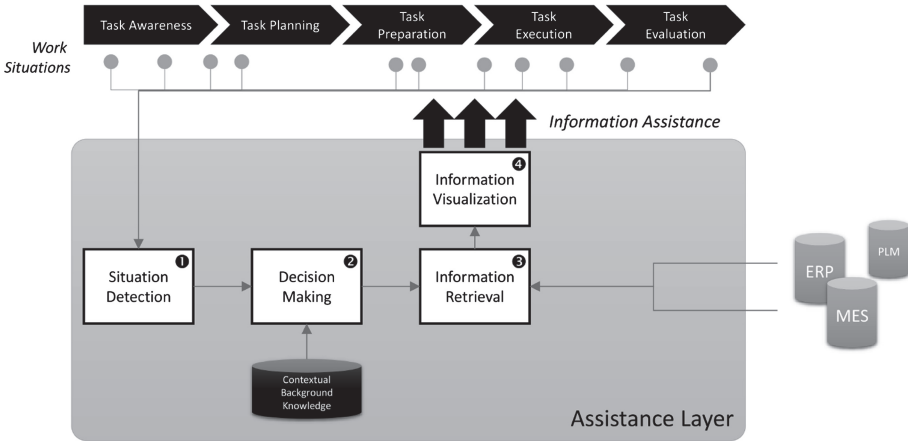 Task Awareness
Task Planning
Task
Preparation
Task
Execution
Task
Evaluation
Work
Situations
Information Assistance
4
Information
Visualization
1
Situation
Detection
2
Decision
Making
3
Information
Retrieval
ERP
PLM
MES
Contextual
Background
Knowledge
Assistance Layer